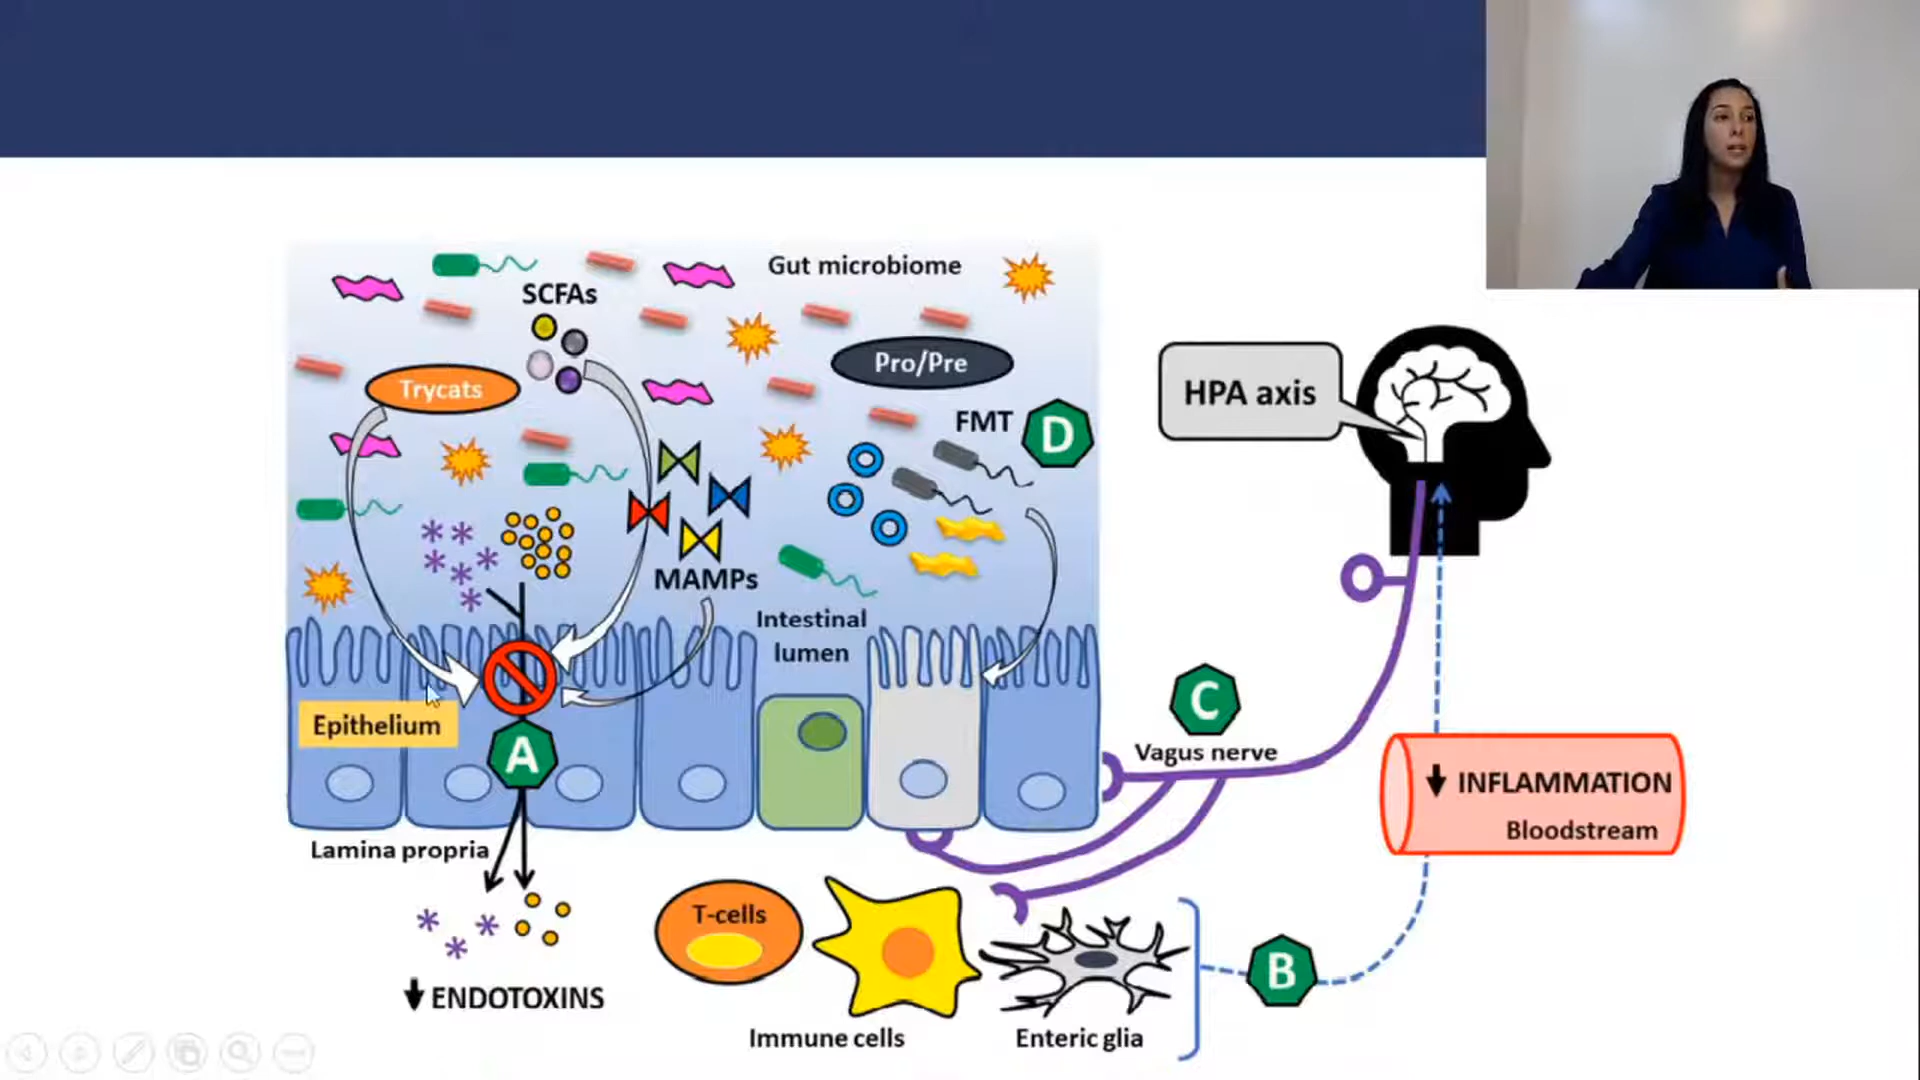 Gut microbiome
SCFAs
Trycats
Pro/Pre
FMT
D
HPA axis
MAMPs
Intestinal
lumen
Epithelium
A
C
Vagus nerve
INFLAMMATION
Bloodstream
Lamina propria
T-cells
B
ENDOTOXINS
Immune cells
Enteric glia